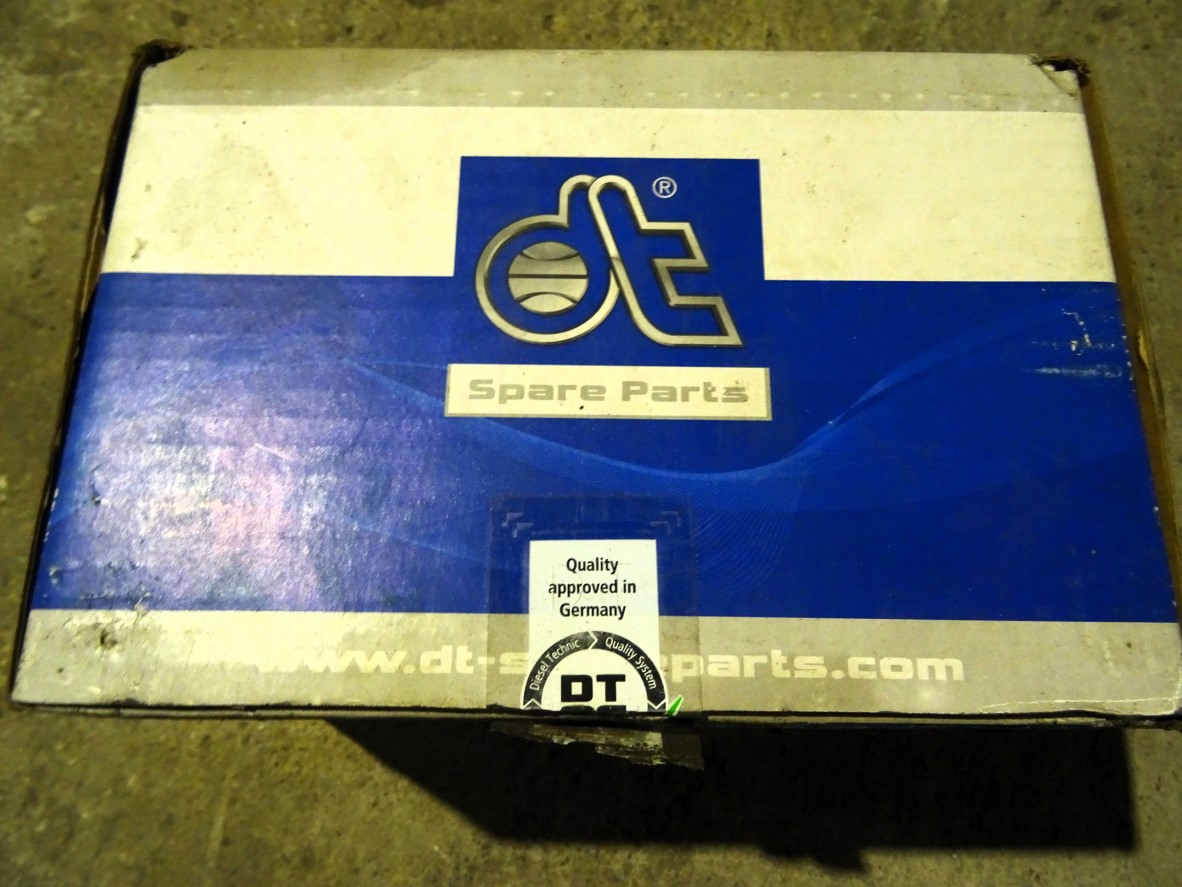 dt®
Spare Parts
Quality
approved in
Germany
Diesel Technic Quality System
DT